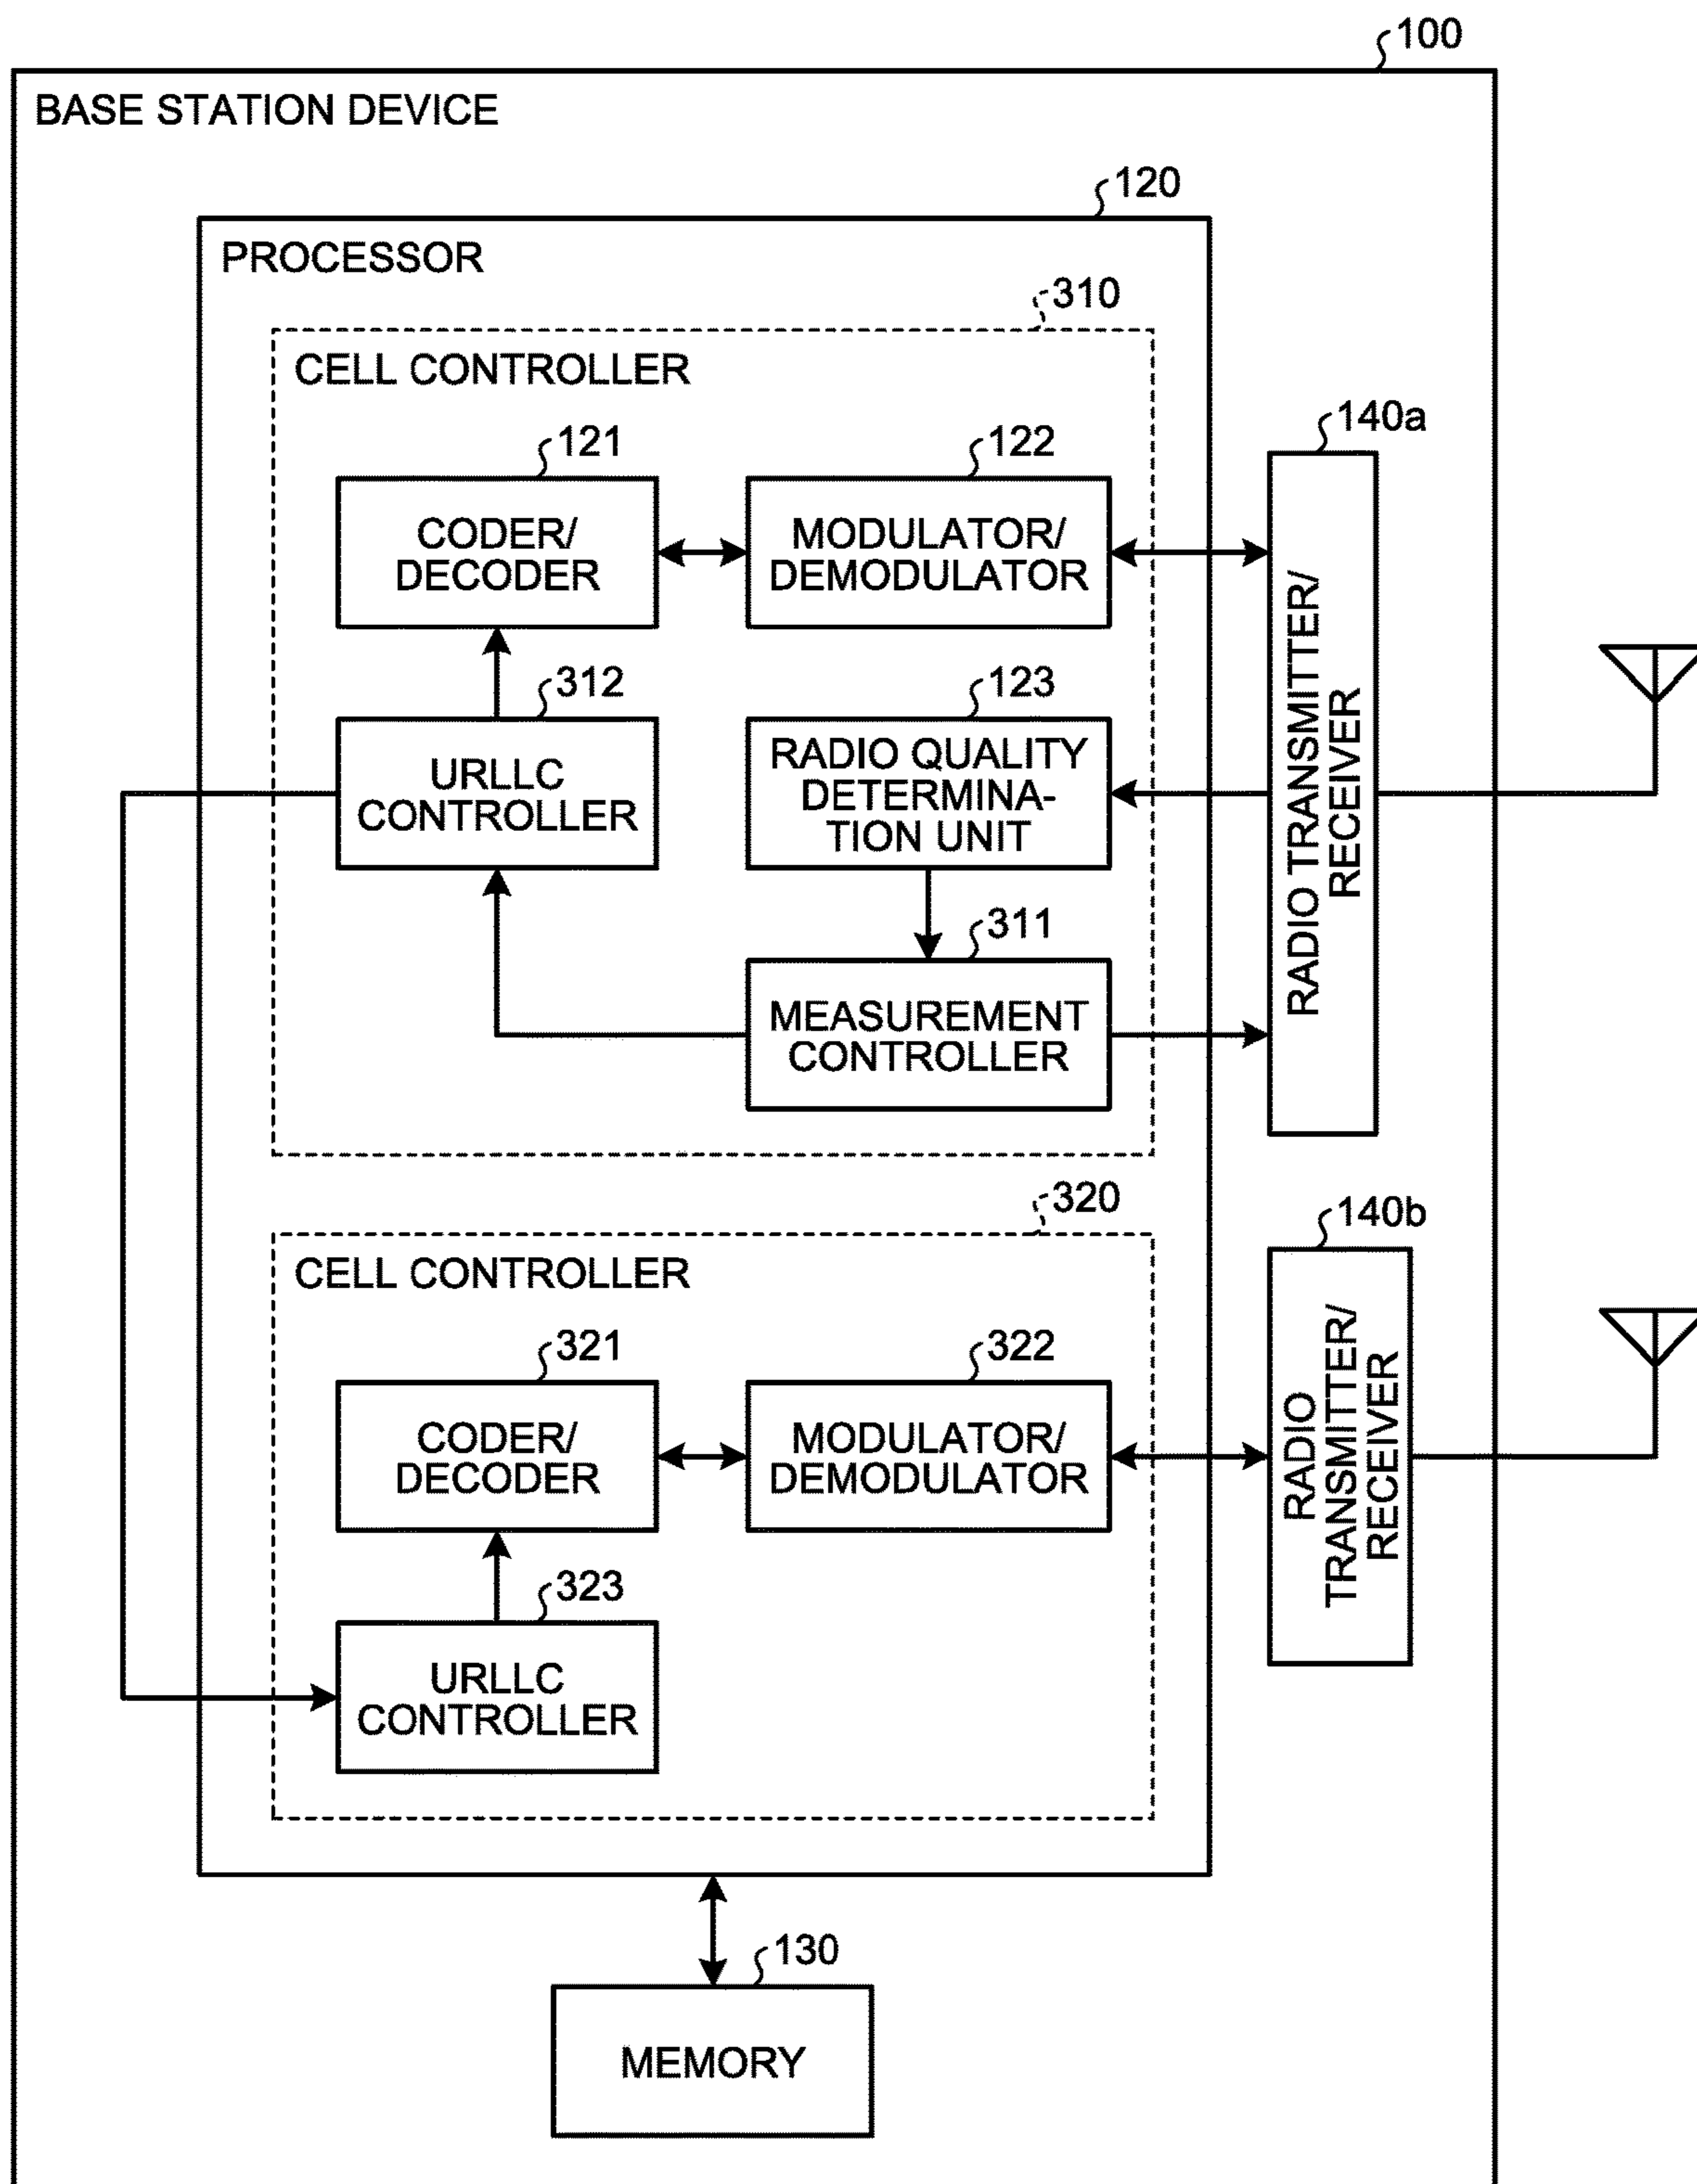 100
BASE STATION DEVICE
120
PROCESSOR
310
CELL CONTROLLER
121
CODER/
DECODER
122
MODULATOR/
DEMODULATOR
140a
RADIO TRANSMITTER/
RECEIVER
312
URLLC
CONTROLLER
123
RADIO QUALITY
DETERMINA-
TION UNIT
311
MEASUREMENT
CONTROLLER
320
CELL CONTROLLER
140b
RADIO
TRANSMITTER/
RECEIVER
321
CODER/
DECODER
322
MODULATOR/
DEMODULATOR
323
URLLC
CONTROLLER
130
MEMORY